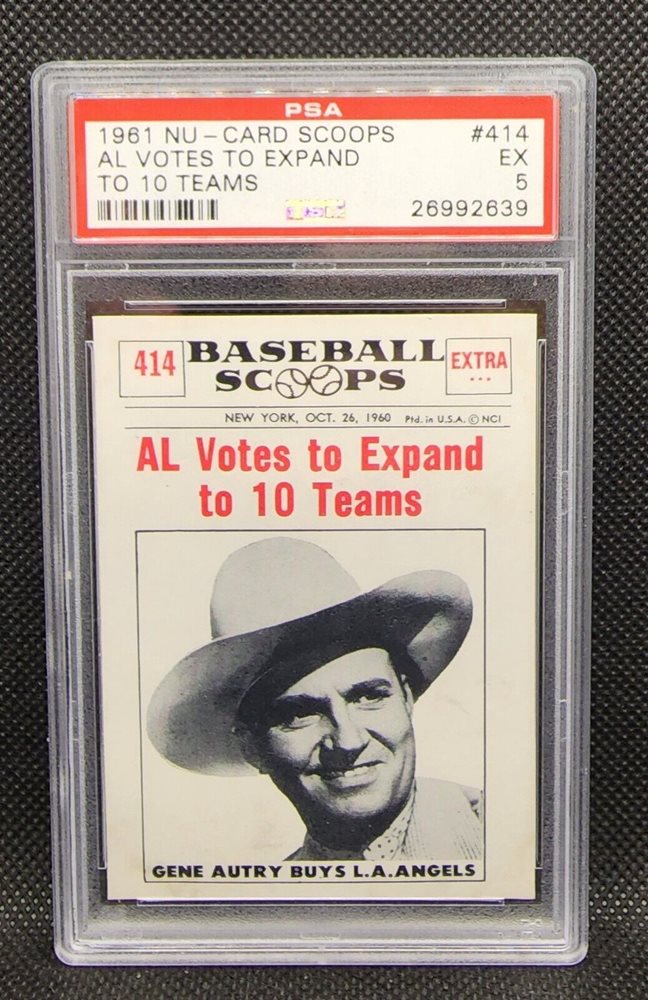 PSA
1961 NU-CARD SCOOPS #414
AL VOTES TO EXPAND EX
TO 10 TEAMS 5
26992639
414 BASEBALL EXTRA
SCOOPS ...
NEW YORK, OCT. 26, 1960 Ptd. in U.S.A. © NCI
AL Votes to Expand
to 10 Teams
GENE AUTRY BUYS L.A.ANGELS